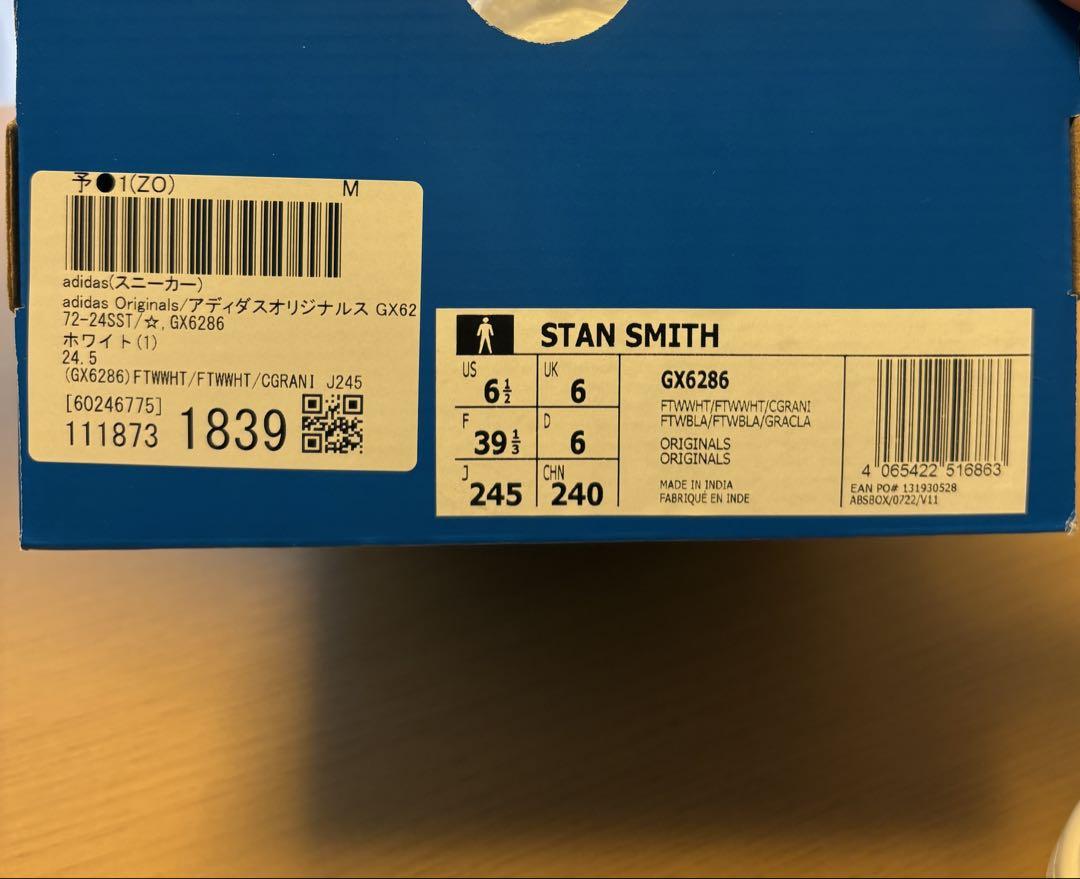 予●1(ZO) M
adidas(スニーカー)
adidas Originals/アディダスオリジナルス GX62
72-24SST/☆, GX6286
ホワイト(1)
24.5
(GX6286)FTWWHT/FTWWHT/CGRANI J245
[60246775]
111873 1839
STAN SMITH
US 6 1/2 UK 6
F 39 1/3 D 6
J 245 CHN 240
GX6286
FTWWHT/FTWWHT/CGRANI
FTWBLA/FTWBLA/GRACLA
ORIGINALS
ORIGINALS
MADE IN INDIA
FABRIQUÉ EN INDE
4 065422 516863
EAN PO# 131930528
ABSBOX/0722/V11